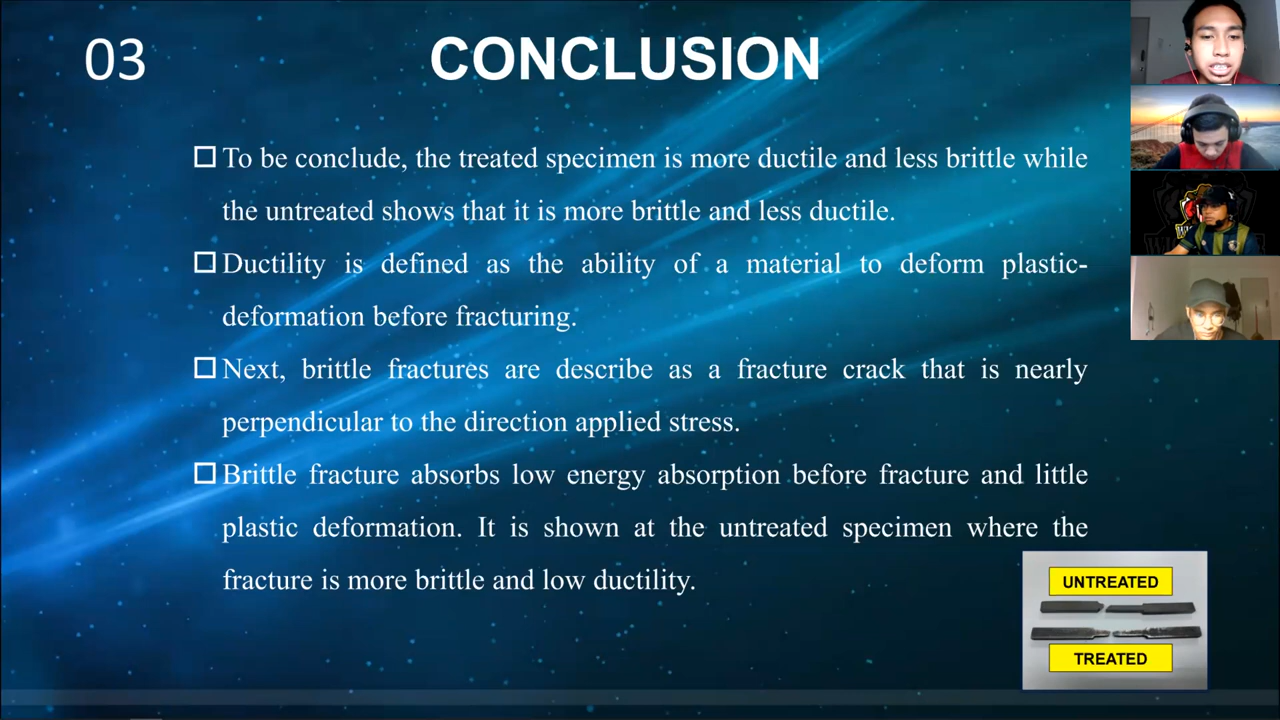 03
CONCLUSION
To be conclude, the treated specimen is more ductile and less brittle while
the untreated shows that it is more brittle and less ductile.
Ductility is defined as the ability of a material to deform plastic-
deformation before fracturing.
Next, brittle fractures are describe as a fracture crack that is nearly
perpendicular to the direction applied stress.
Brittle fracture absorbs low energy absorption before fracture and little
plastic deformation. It is shown at the untreated specimen where the
fracture is more brittle and low ductility.
UNTREATED
TREATED